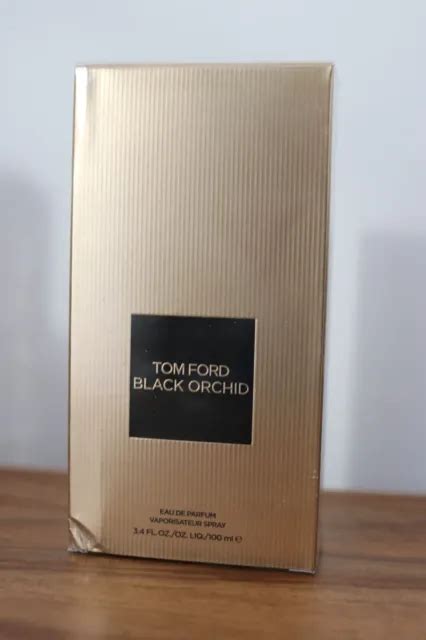 TOM FORD
BLACK ORCHID
EAU DE PARFUM
VAPORISATEUR SPRAY
3.4 FL.OZ./OZ. LIQ./100 ml ℮